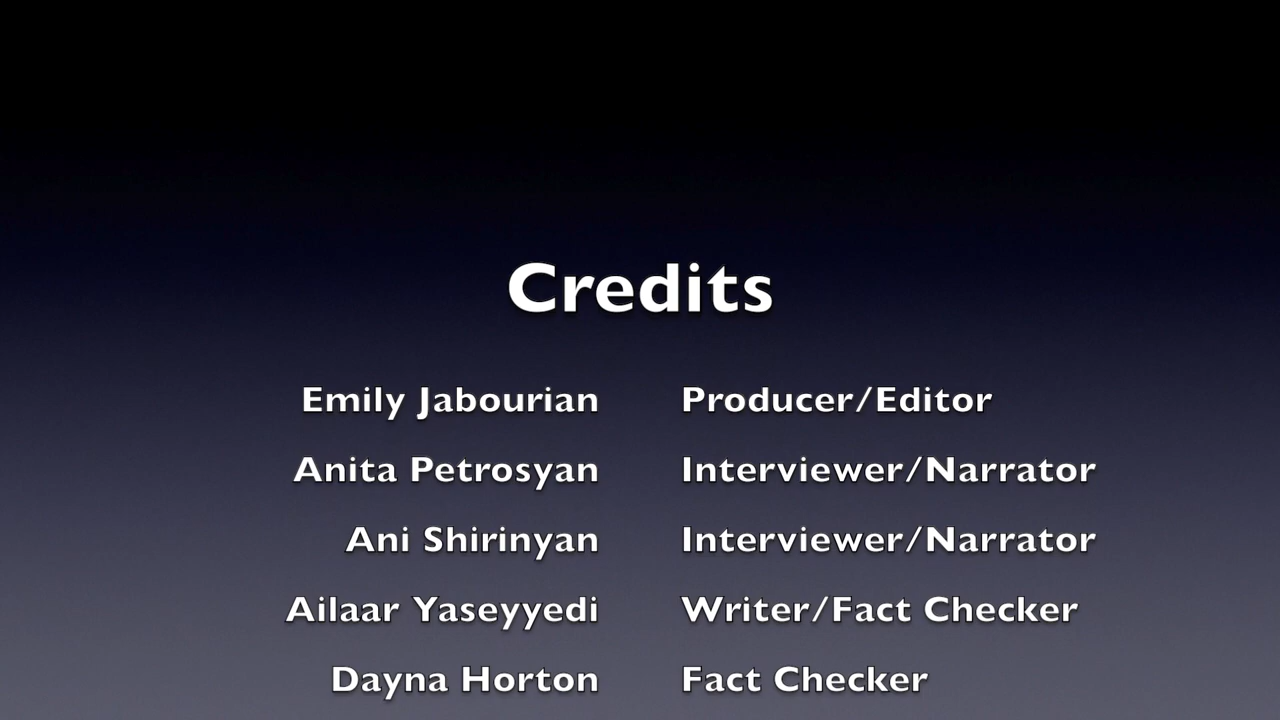 Credits
Emily Jabourian Producer/Editor
Anita Petrosyan Interviewer/Narrator
Ani Shirinyan Interviewer/Narrator
Ailaar Yaseyyedi Writer/Fact Checker
Dayna Horton Fact Checker